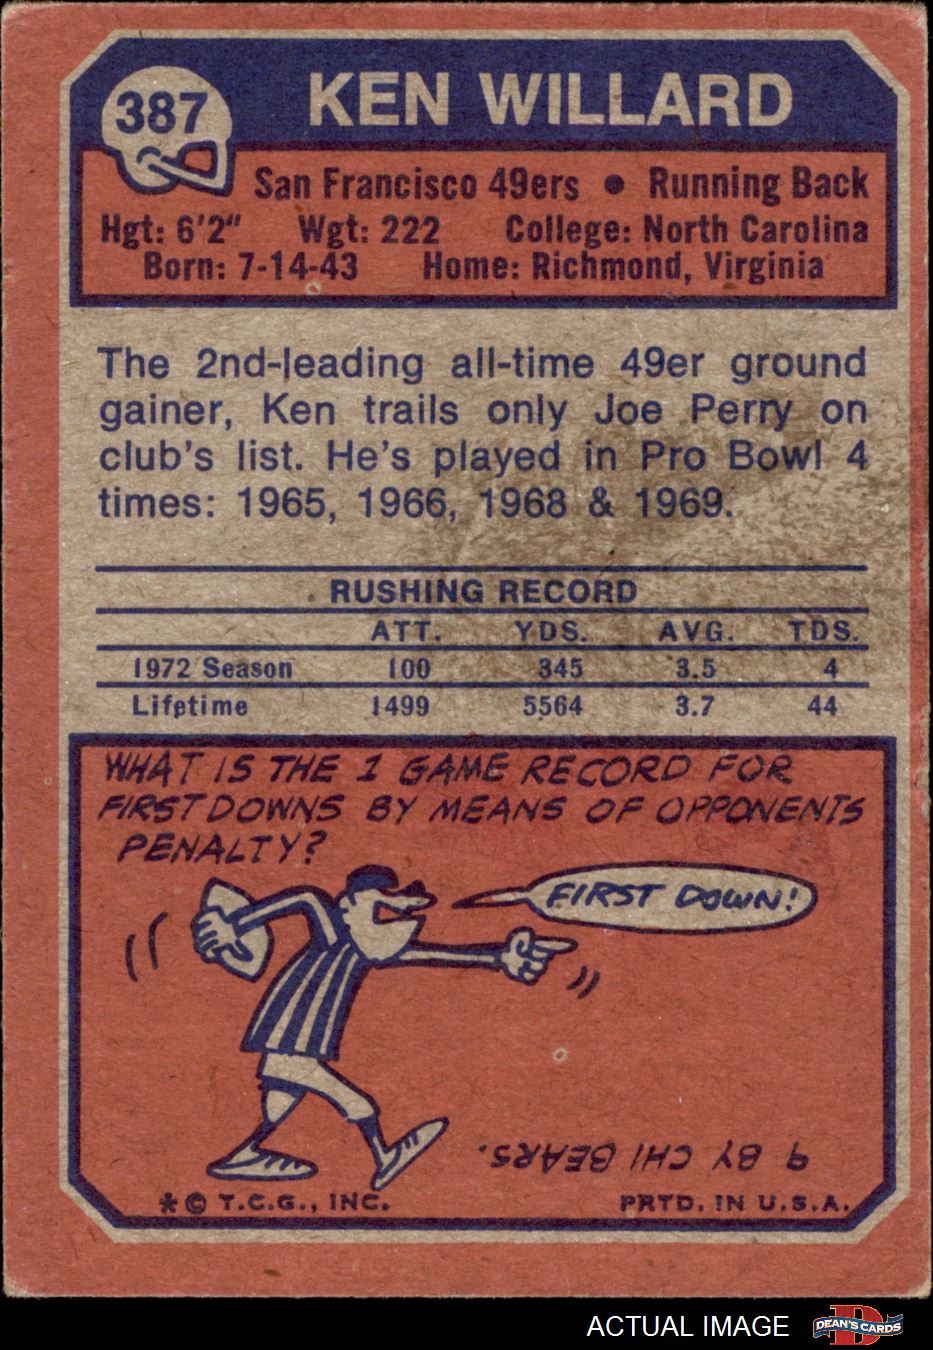 387
KEN WILLARD
San Francisco 49ers • Running Back
Hgt: 6'2" Wgt: 222 College: North Carolina
Born: 7-14-43 Home: Richmond, Virginia
The 2nd-leading all-time 49er ground
gainer, Ken trails only Joe Perry on
club's list. He's played in Pro Bowl 4
times: 1965, 1966, 1968 & 1969.
RUSHING RECORD
ATT. YDS. AVG. TDS.
1972 Season 100 345 3.5 4
Lifetime 1499 5564 3.7 44
WHAT IS THE 1 GAME RECORD FOR
FIRST DOWNS BY MEANS OF OPPONENTS
PENALTY?
FIRST DOWN!
9 BY CHI BEARS.
* © T.C.G., INC. PRTD. IN U.S.A.
ACTUAL IMAGE
D
DEAN'S CARDS